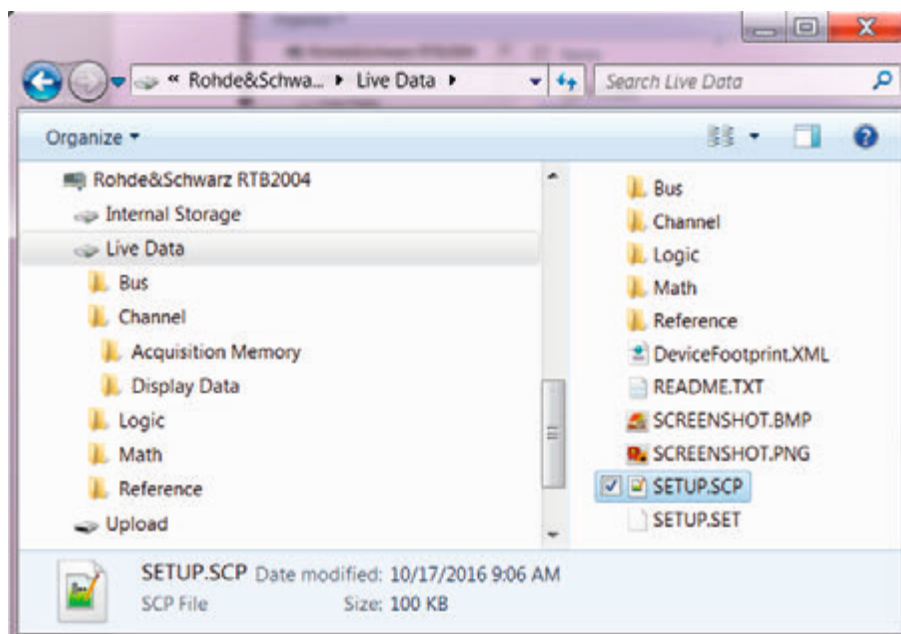 « Rohde&Schwa... ▸ Live Data ▸
Search Live Data
Organize
Rohde&Schwarz RTB2004
Internal Storage
Live Data
Bus
Channel
Acquisition Memory
Display Data
Logic
Math
Reference
Upload
Bus
Channel
Logic
Math
Reference
DeviceFootprint.XML
README.TXT
SCREENSHOT.BMP
SCREENSHOT.PNG
SETUP.SCP
SETUP.SET
SETUP.SCP Date modified: 10/17/2016 9:06 AM
SCP File Size: 100 KB